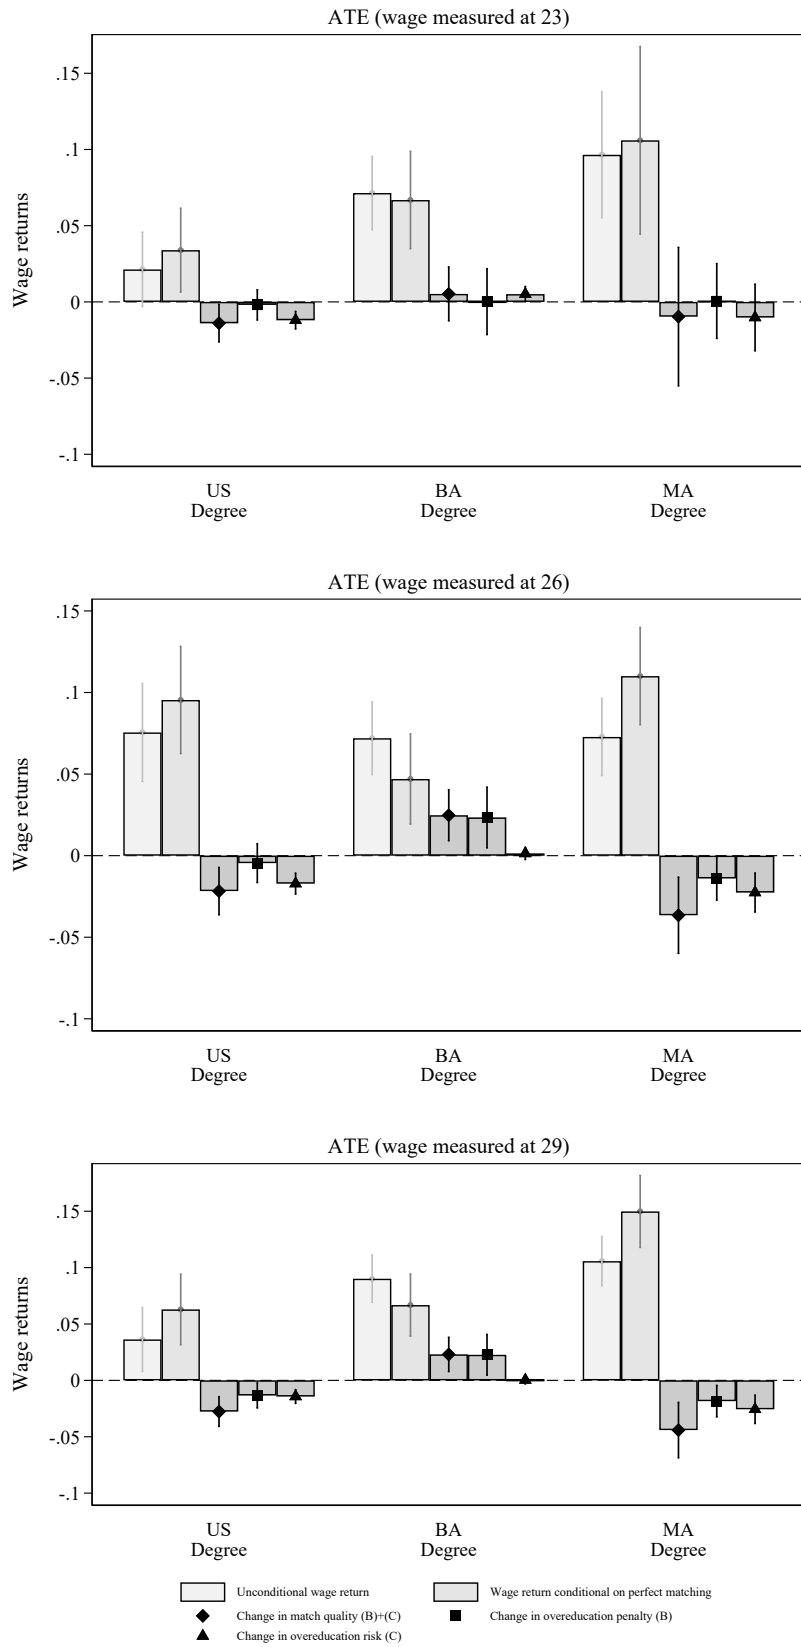 ATE (wage measured at 23)
Wage returns
.15
.1
.05
0
-.05
-.1
US
Degree
BA
Degree
MA
Degree
ATE (wage measured at 26)
Wage returns
.15
.1
.05
0
-.05
-.1
US
Degree
BA
Degree
MA
Degree
ATE (wage measured at 29)
Wage returns
.15
.1
.05
0
-.05
-.1
US
Degree
BA
Degree
MA
Degree
Unconditional wage return
Wage return conditional on perfect matching
Change in match quality (B)+(C)
Change in overeducation penalty (B)
Change in overeducation risk (C)